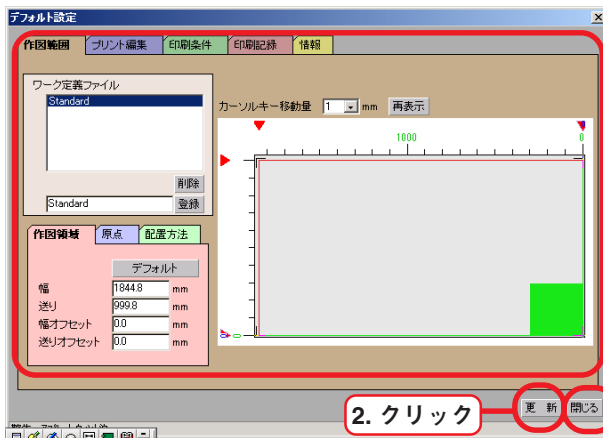 デフォルト設定
作図範囲 プリント編集 印刷条件 印刷記録 情報
ワーク定義ファイル
Standard
削除
Standard 登録
カーソルキー移動量 1 mm 再表示
1000 0
作図領域 原点 配置方法
デフォルト
幅 1844.8 mm
送り 999.8 mm
幅オフセット 0.0 mm
送りオフセット 0.0 mm
0 0
更 新 閉じる
2. クリック